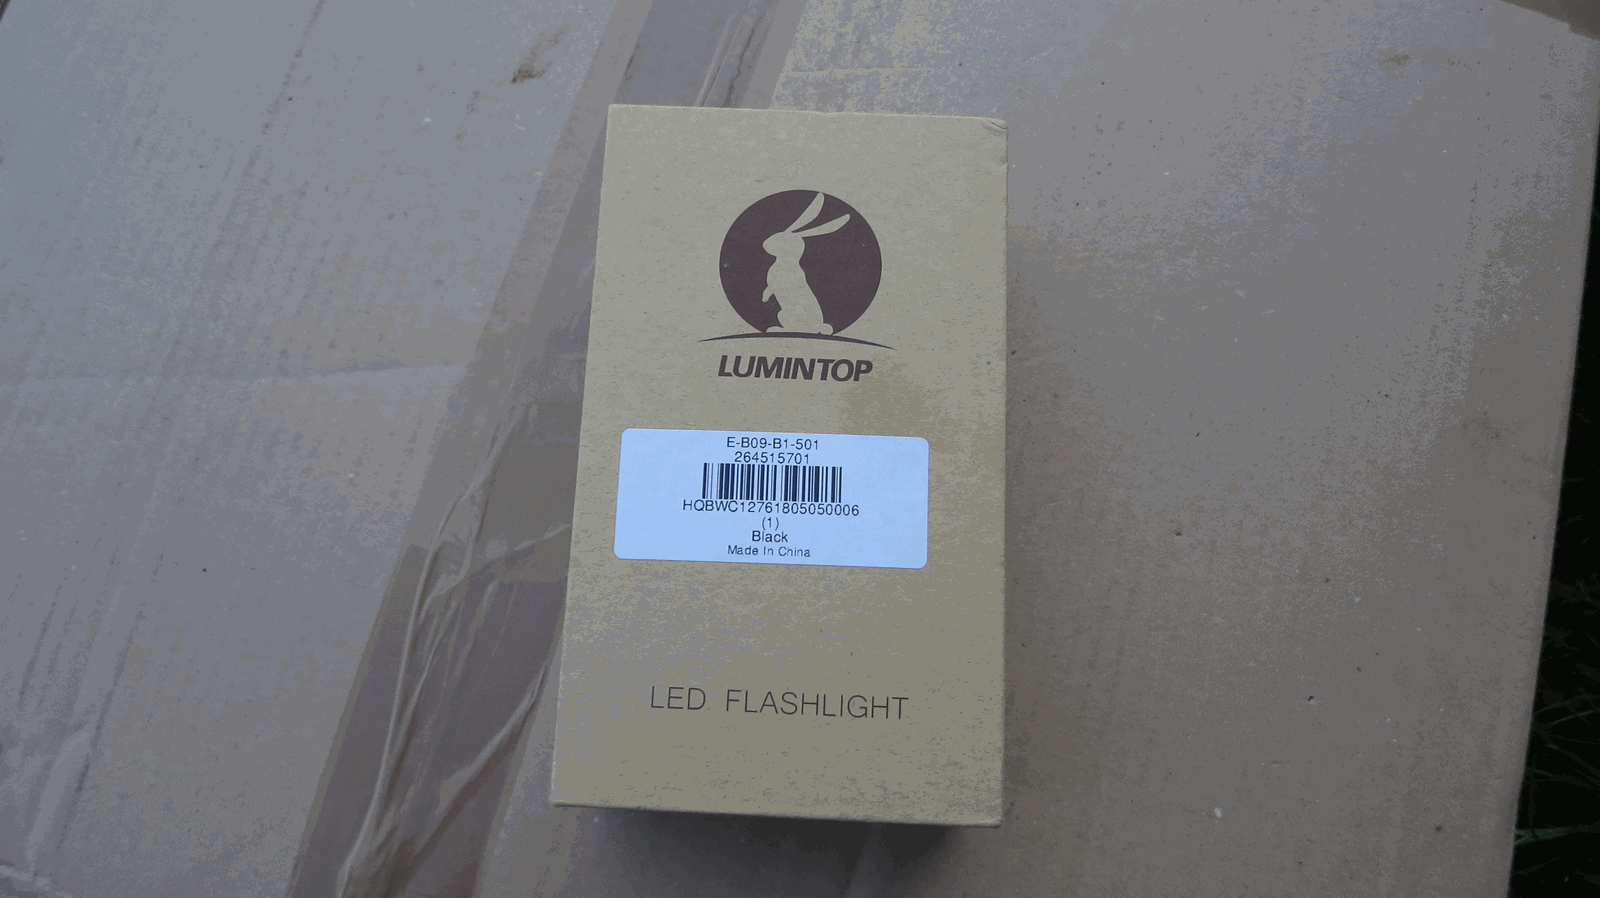 LUMINTOP
E-B09-B1-501
264515701
HQBWC12761805050006
(1)
Black
Made In China
LED FLASHLIGHT